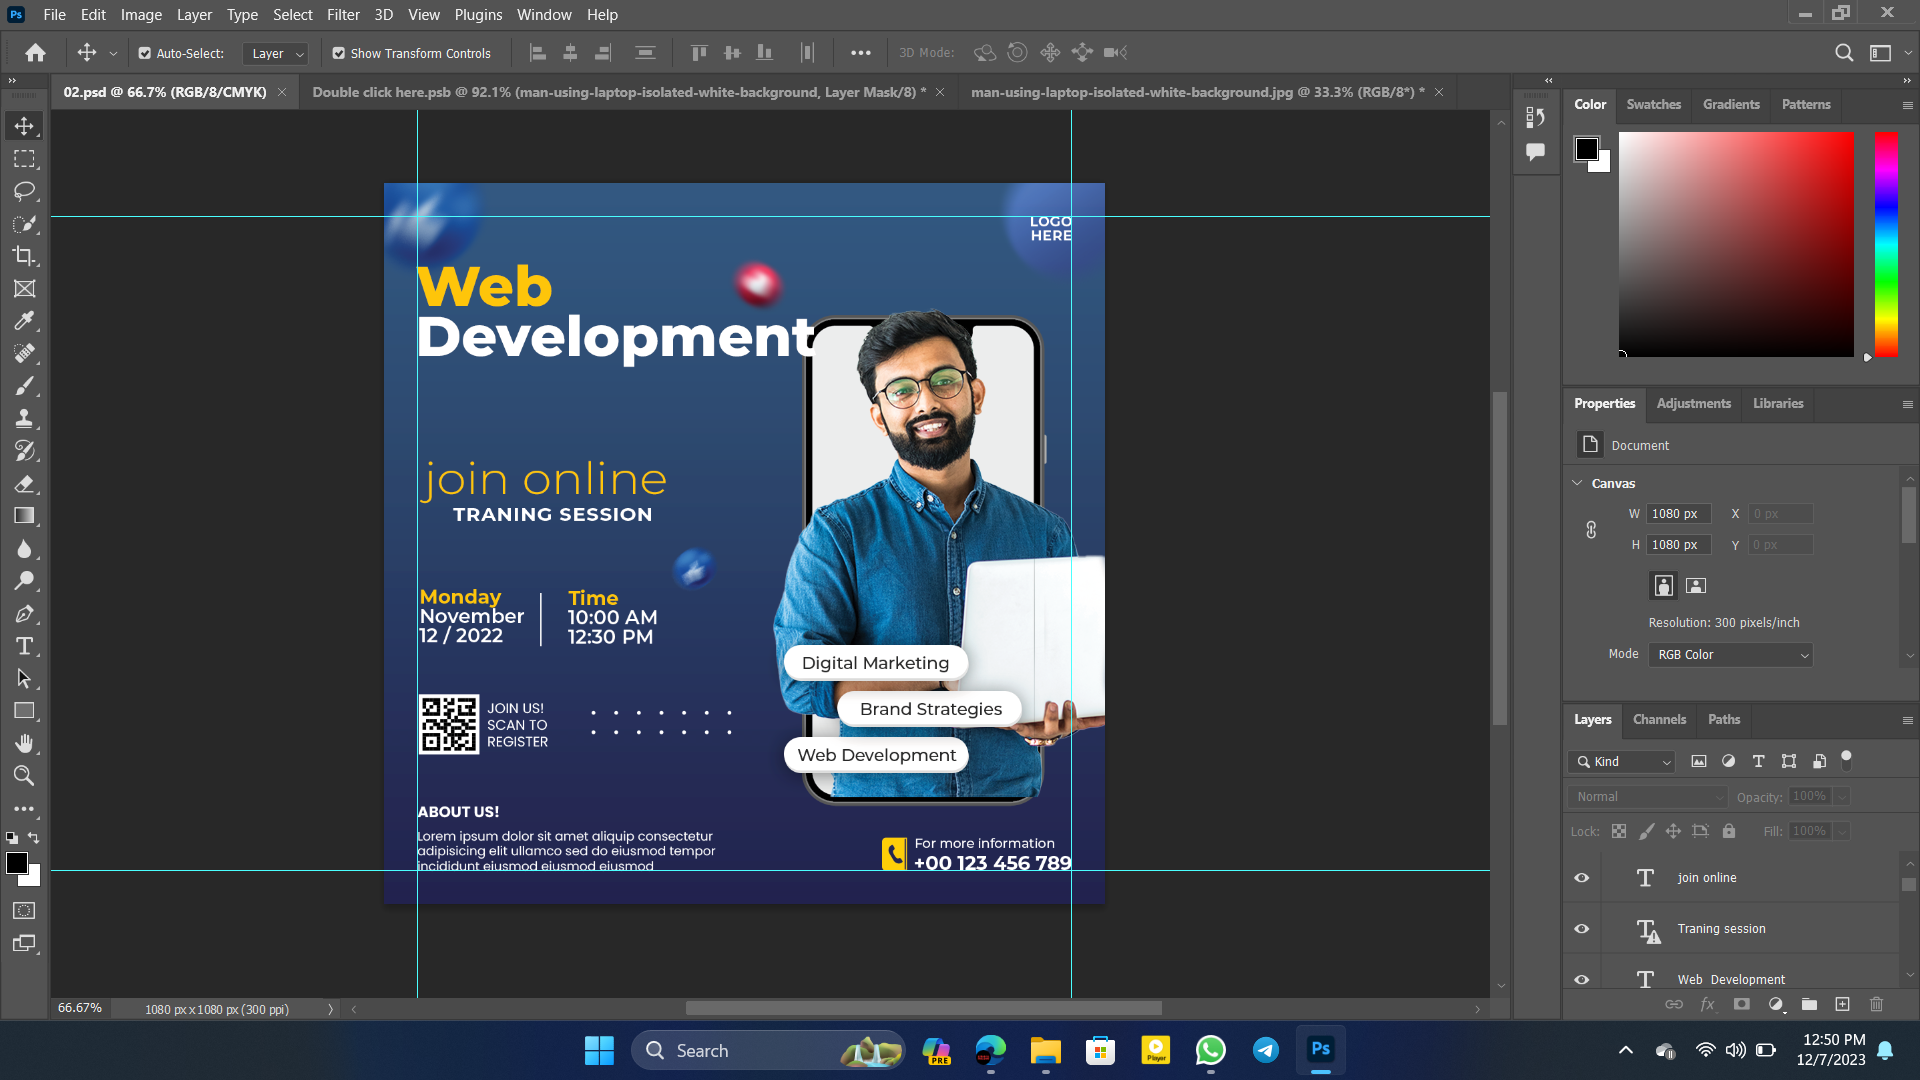 Ps File Edit Image Layer Type Select Filter 3D View Plugins Window Help
Auto-Select: Layer Show Transform Controls 3D Mode:
02.psd @ 66.7% (RGB/8/CMYK) Double click here.psb @ 92.1% (man-using-laptop-isolated-white-background, Layer Mask/8) * man-using-laptop-isolated-white-background.jpg @ 33.3% (RGB/8*) *
LOGO
HERE
Web
Development
join online
TRANING SESSION
Monday
November
12 / 2022
Time
10:00 AM
12:30 PM
JOIN US!
SCAN TO
REGISTER
Digital Marketing
Brand Strategies
Web Development
ABOUT US!
Lorem ipsum dolor sit amet aliquip consectetur
adipisicing elit ullamco sed do eiusmod tempor
incididunt eiusmod eiusmod eiusmod
For more information
+00 123 456 789
Color Swatches Gradients Patterns
Properties Adjustments Libraries
Document
Canvas
W 1080 px X 0 px
H 1080 px Y 0 px
Resolution: 300 pixels/inch
Mode RGB Color
Layers Channels Paths
Kind
Normal Opacity: 100%
Lock: Fill: 100%
join online
Traning session
Web Development
fx
66.67% 1080 px x 1080 px (300 ppi)
Search PRE Player Ps
12:50 PM
12/7/2023